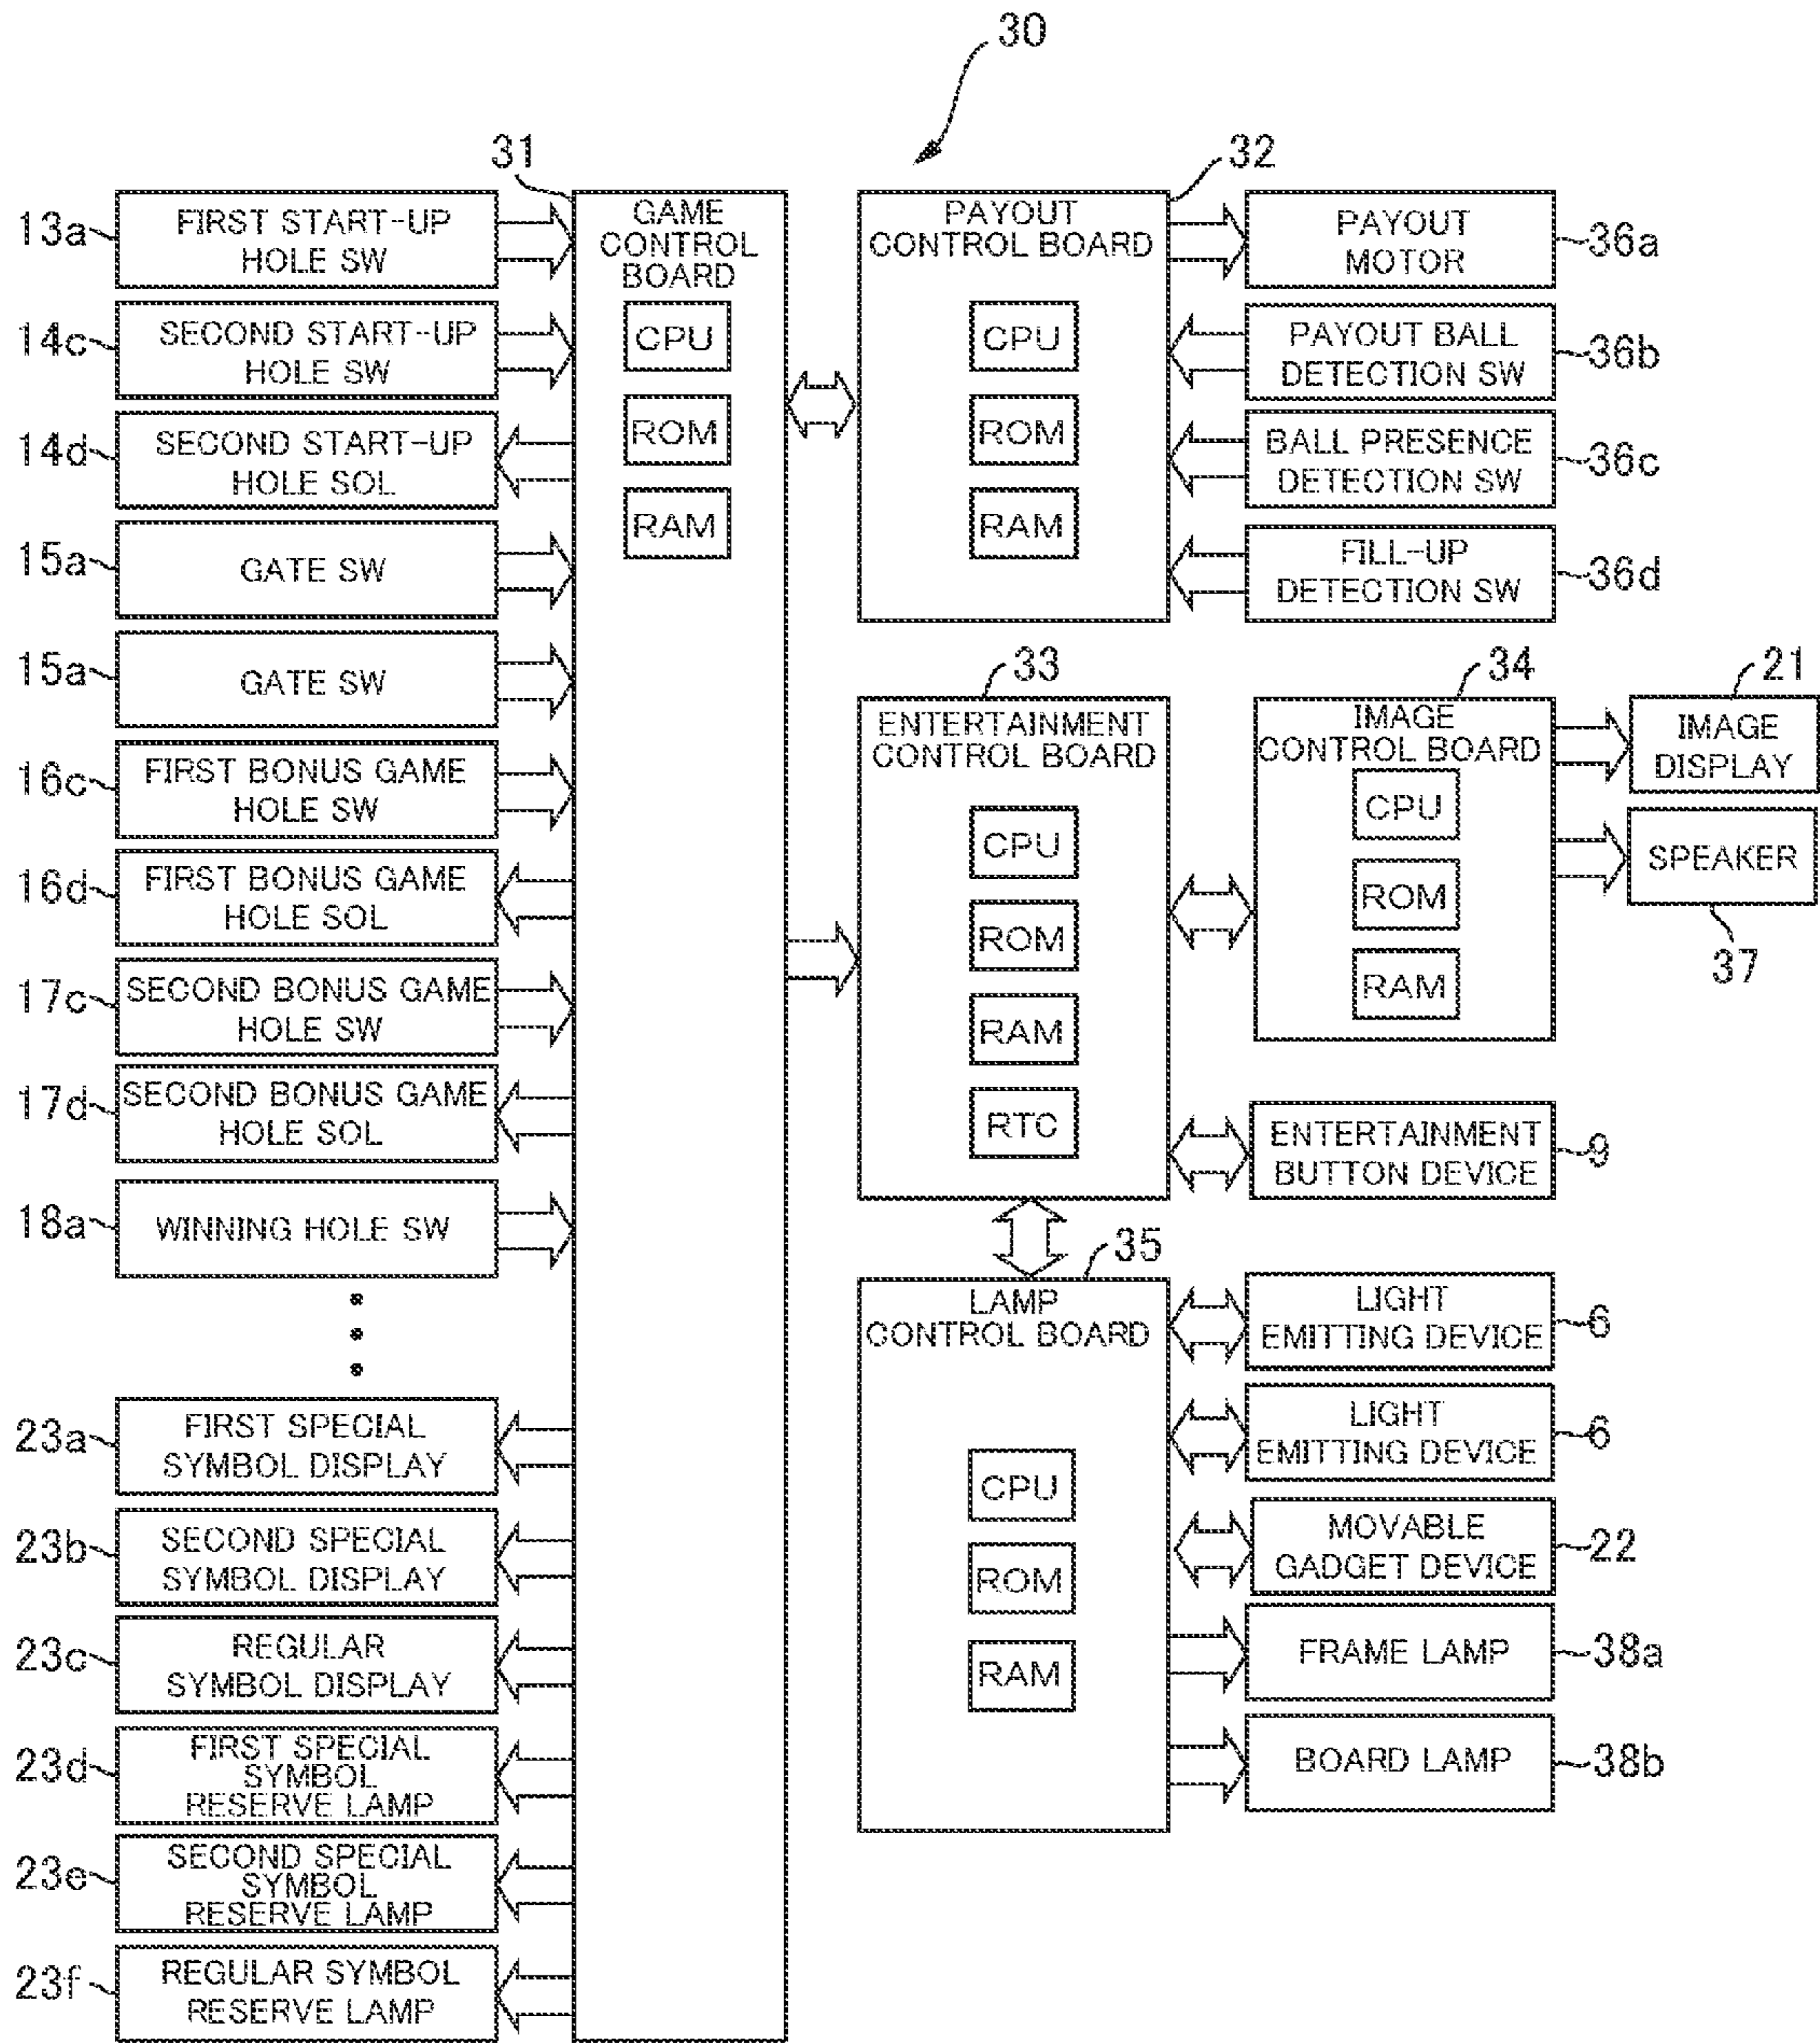 30
31
32
13a
FIRST START-UP
HOLE SW
14c
SECOND START-UP
HOLE SW
14d
SECOND START-UP
HOLE SOL
15a
GATE SW
15a
GATE SW
16c
FIRST BONUS GAME
HOLE SW
16d
FIRST BONUS GAME
HOLE SOL
17c
SECOND BONUS GAME
HOLE SW
17d
SECOND BONUS GAME
HOLE SOL
18a
WINNING HOLE SW
23a
FIRST SPECIAL
SYMBOL DISPLAY
23b
SECOND SPECIAL
SYMBOL DISPLAY
23c
REGULAR
SYMBOL DISPLAY
23d
FIRST SPECIAL
SYMBOL
RESERVE LAMP
23e
SECOND SPECIAL
SYMBOL
RESERVE LAMP
23f
REGULAR SYMBOL
RESERVE LAMP
GAME
CONTROL
BOARD
CPU
ROM
RAM
PAYOUT
CONTROL BOARD
CPU
ROM
RAM
PAYOUT
MOTOR
36a
PAYOUT BALL
DETECTION SW
36b
BALL PRESENCE
DETECTION SW
36c
FILL-UP
DETECTION SW
36d
33
ENTERTAINMENT
CONTROL BOARD
CPU
ROM
RAM
RTC
34
IMAGE
CONTROL BOARD
CPU
ROM
RAM
21
IMAGE
DISPLAY
SPEAKER
37
ENTERTAINMENT
BUTTON DEVICE
9
35
LAMP
CONTROL BOARD
CPU
ROM
RAM
LIGHT
EMITTING DEVICE
6
LIGHT
EMITTING DEVICE
6
MOVABLE
GADGET DEVICE
22
FRAME LAMP
38a
BOARD LAMP
38b